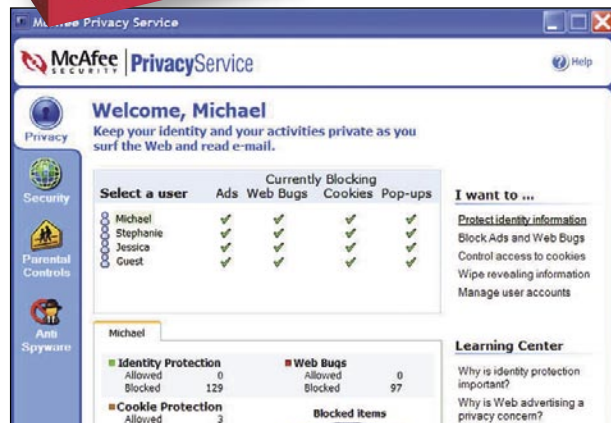 McAfee Privacy Service
McAfee PrivacyService
SECURITY
Help
Privacy
Security
Parental
Controls
Anti
Spyware
Welcome, Michael
Keep your identity and your activities private as you
surf the Web and read e-mail.
Currently Blocking
Select a user Ads Web Bugs Cookies Pop-ups
Michael
Stephanie
Jessica
Guest
I want to ...
Protect identity information
Block Ads and Web Bugs
Control access to cookies
Wipe revealing information
Manage user accounts
Michael
Identity Protection
Allowed 0
Blocked 129
Web Bugs
Allowed 0
Blocked 97
Cookie Protection
Allowed 3
Blocked items
Learning Center
Why is identity protection
important?
Why is Web advertising a
privacy concern?